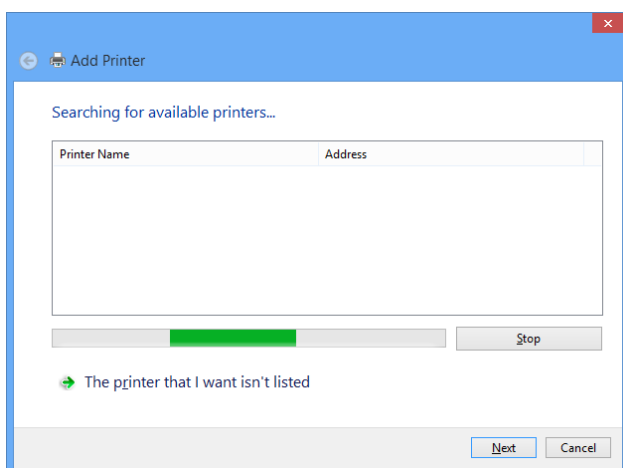 Add Printer
Searching for available printers...
Printer Name Address
Stop
The printer that I want isn't listed
Next Cancel